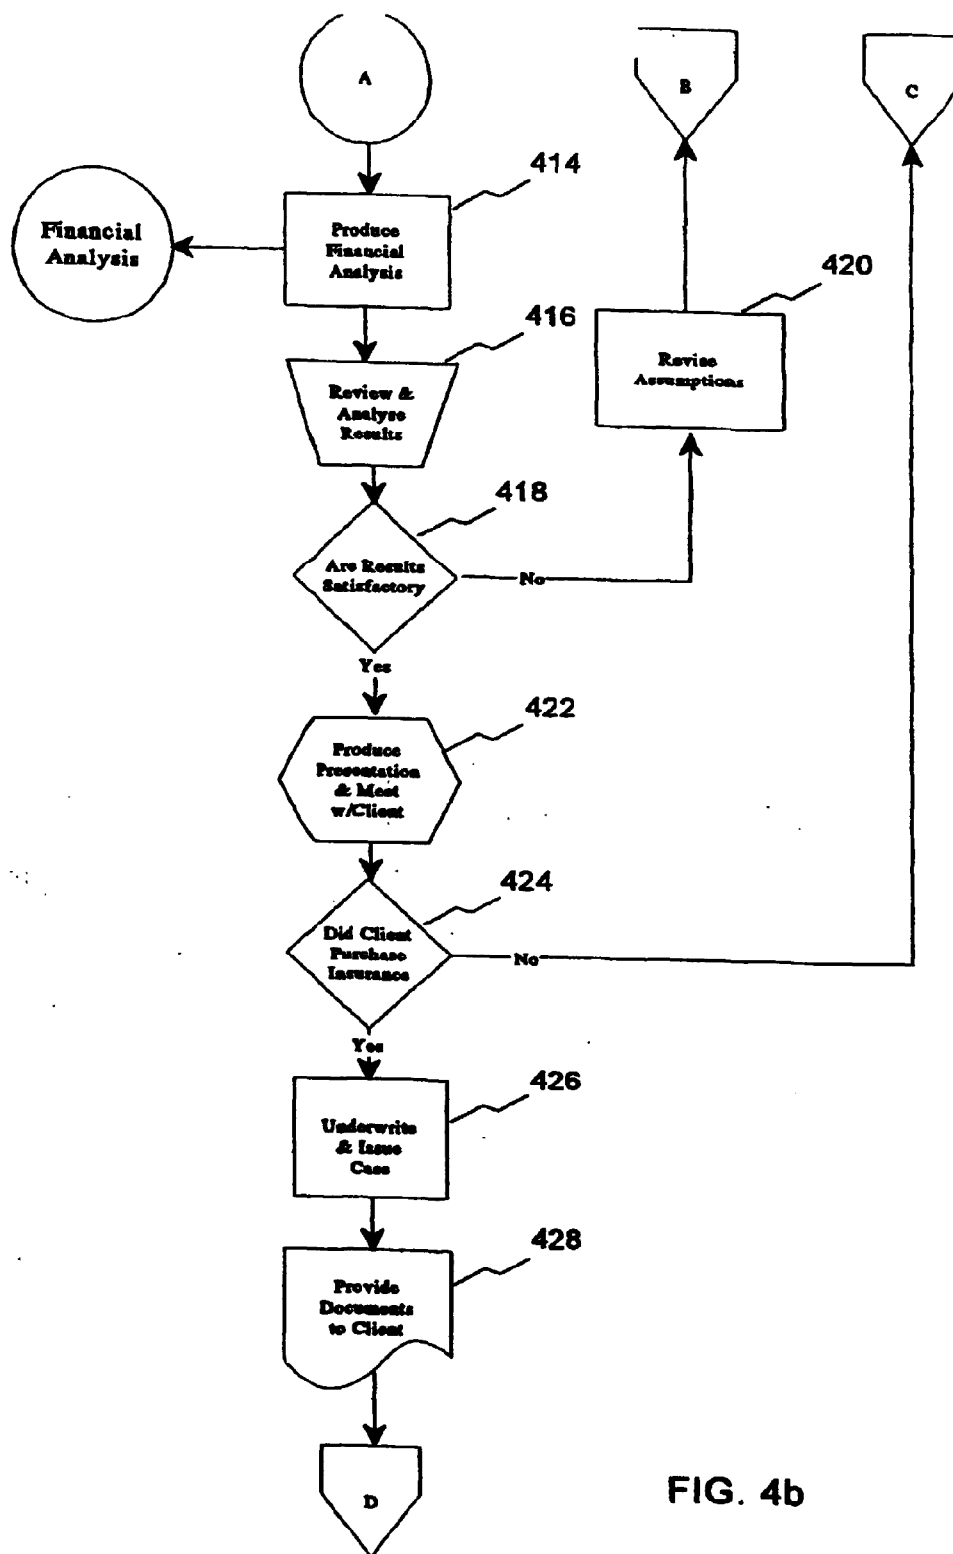 A
B
C
414
Produce
Financial
Analysis
Financial
Analysis
420
Revise
Assumptions
416
Review &
Analyse
Results
418
Are Results
Satisfactory
No
Yes
422
Produce
Presentation
& Meet
w/Client
424
Did Client
Purchase
Insurance
No
Yes
426
Underwrite
& Issue
Case
428
Provide
Documents
to Client
D
FIG. 4b